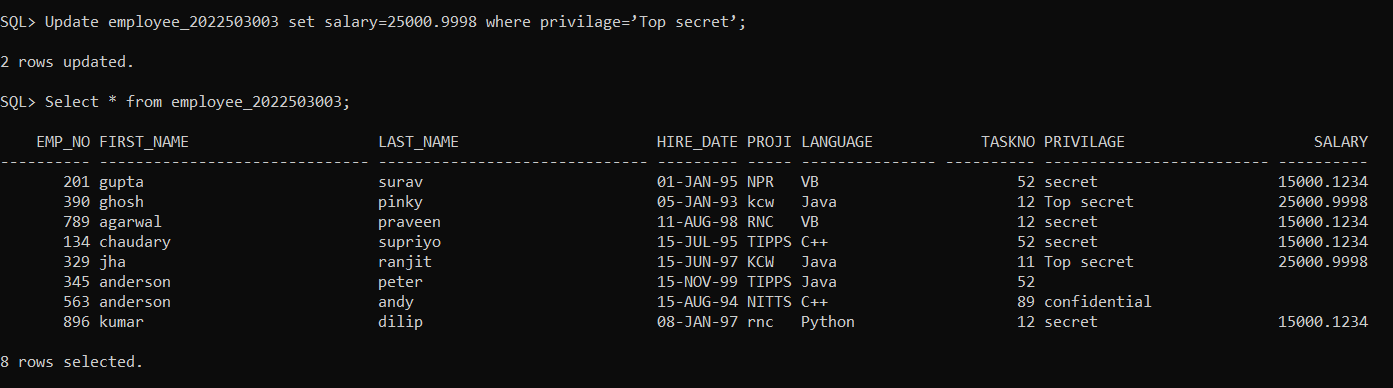 SQL> Update employee_2022503003 set salary=25000.9998 where privilage=’Top secret’;
2 rows updated.
SQL> Select * from employee_2022503003;
EMP_NO FIRST_NAME LAST_NAME HIRE_DATE PROJI LANGUAGE TASKNO PRIVILAGE SALARY
---------- ------------------------------ ------------------------------ --------- ----- --------------- ---------- ------------------------- ----------
201 gupta surav 01-JAN-95 NPR VB 52 secret 15000.1234
390 ghosh pinky 05-JAN-93 kcw Java 12 Top secret 25000.9998
789 agarwal praveen 11-AUG-98 RNC VB 12 secret 15000.1234
134 chaudary supriyo 15-JUL-95 TIPPS C++ 52 secret 15000.1234
329 jha ranjit 15-JUN-97 KCW Java 11 Top secret 25000.9998
345 anderson peter 15-NOV-99 TIPPS Java 52
563 anderson andy 15-AUG-94 NITTS C++ 89 confidential
896 kumar dilip 08-JAN-97 rnc Python 12 secret 15000.1234
8 rows selected.